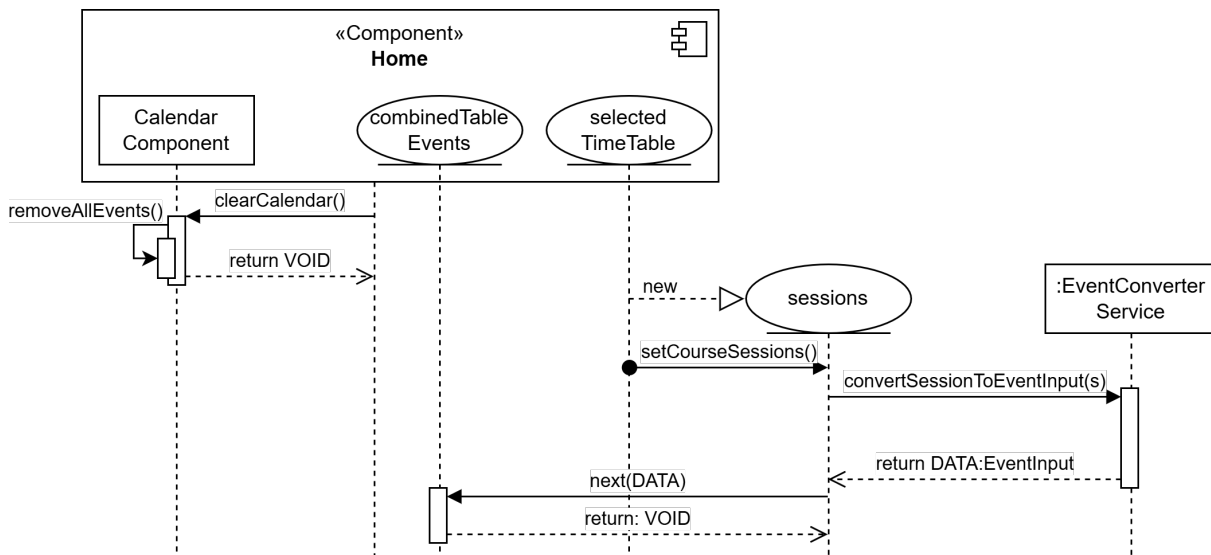 «Component»
Home
Calendar
Component
combinedTable
Events
selected
TimeTable
removeAllEvents()
clearCalendar()
return VOID
new
sessions
:EventConverter
Service
setCourseSessions()
convertSessionToEventInput(s)
return DATA:EventInput
next(DATA)
return: VOID